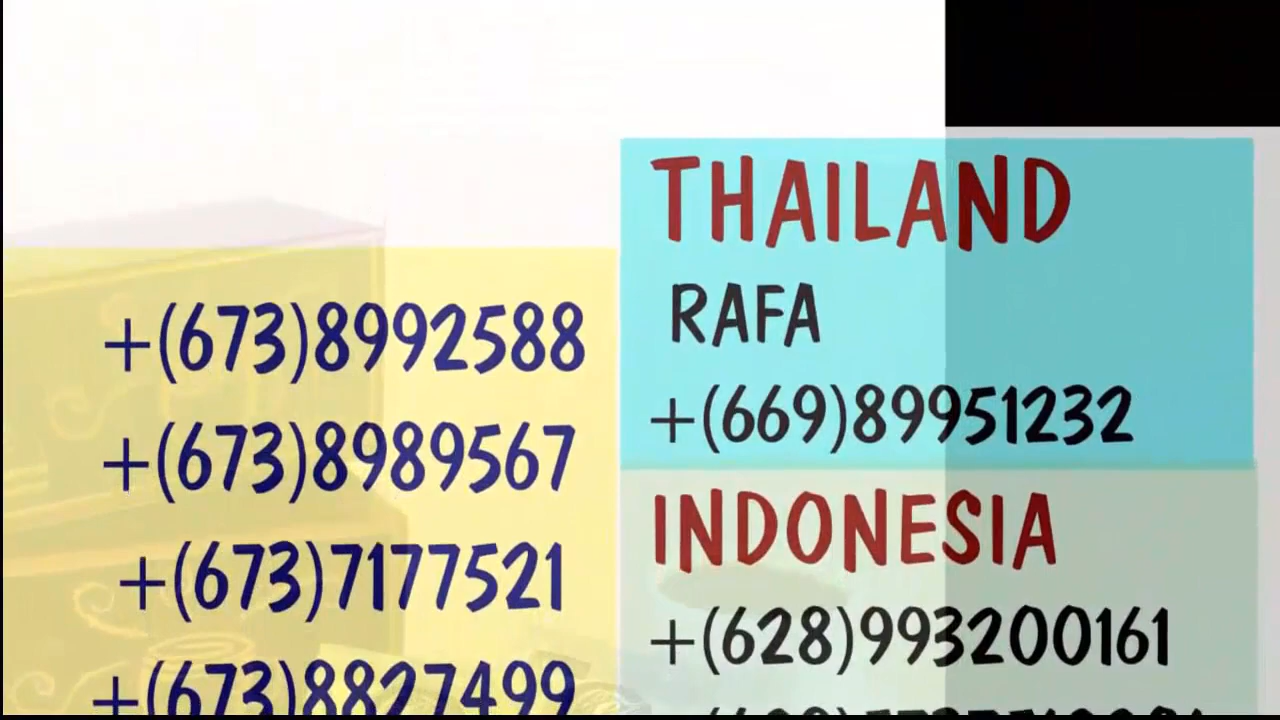 +(673)8992588
+(673)8989567
+(673)7177521
+(673)8827499
THAILAND
RAFA
+(669)89951232
INDONESIA
+(628)993200161